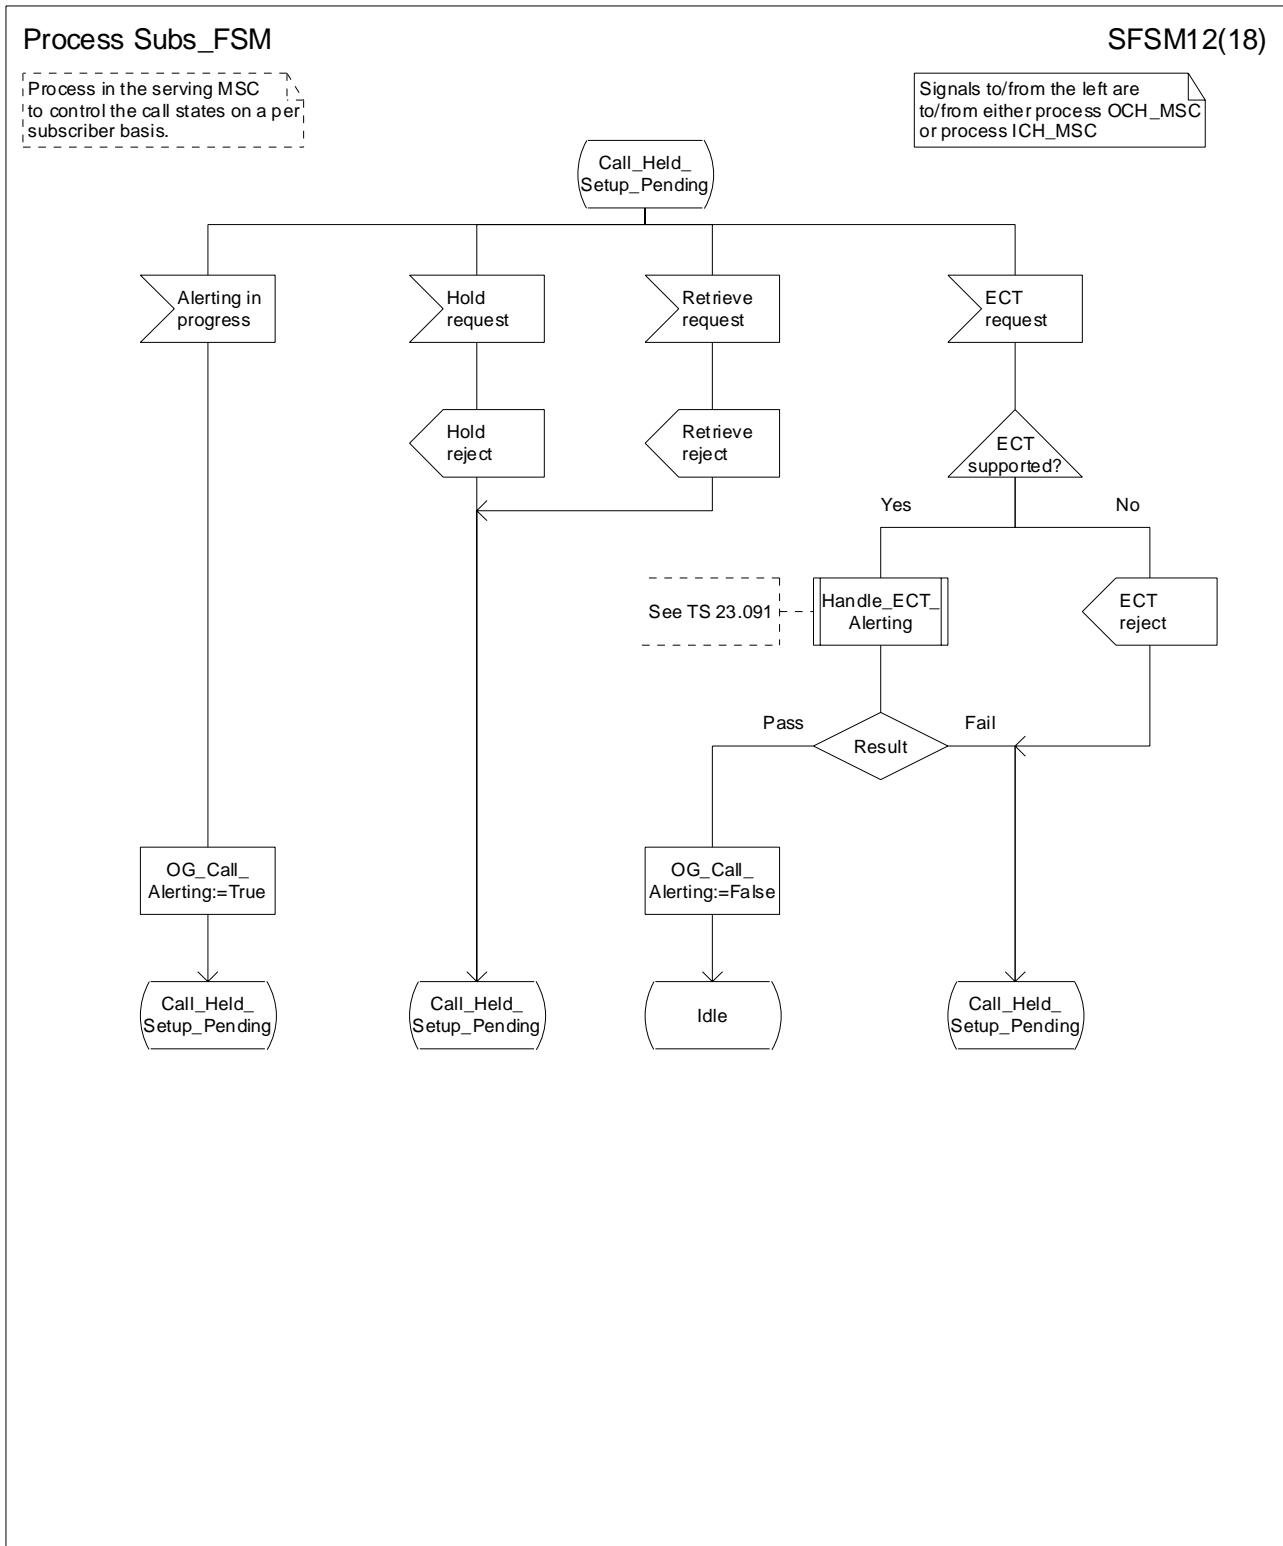 Process Subs_FSM
SFSM12(18)
Process in the serving MSC
to control the call states on a per
subscriber basis.
Signals to/from the left are
to/from either process OCH_MSC
or process ICH_MSC
Call_Held_
Setup_Pending
Alerting in
progress
Hold
request
Retrieve
request
ECT
request
Hold
reject
Retrieve
reject
ECT
supported?
Yes
No
See TS 23.091
Handle_ECT_
Alerting
ECT
reject
Pass
Fail
Result
OG_Call_
Alerting:=True
OG_Call_
Alerting:=False
Call_Held_
Setup_Pending
Call_Held_
Setup_Pending
Idle
Call_Held_
Setup_Pending